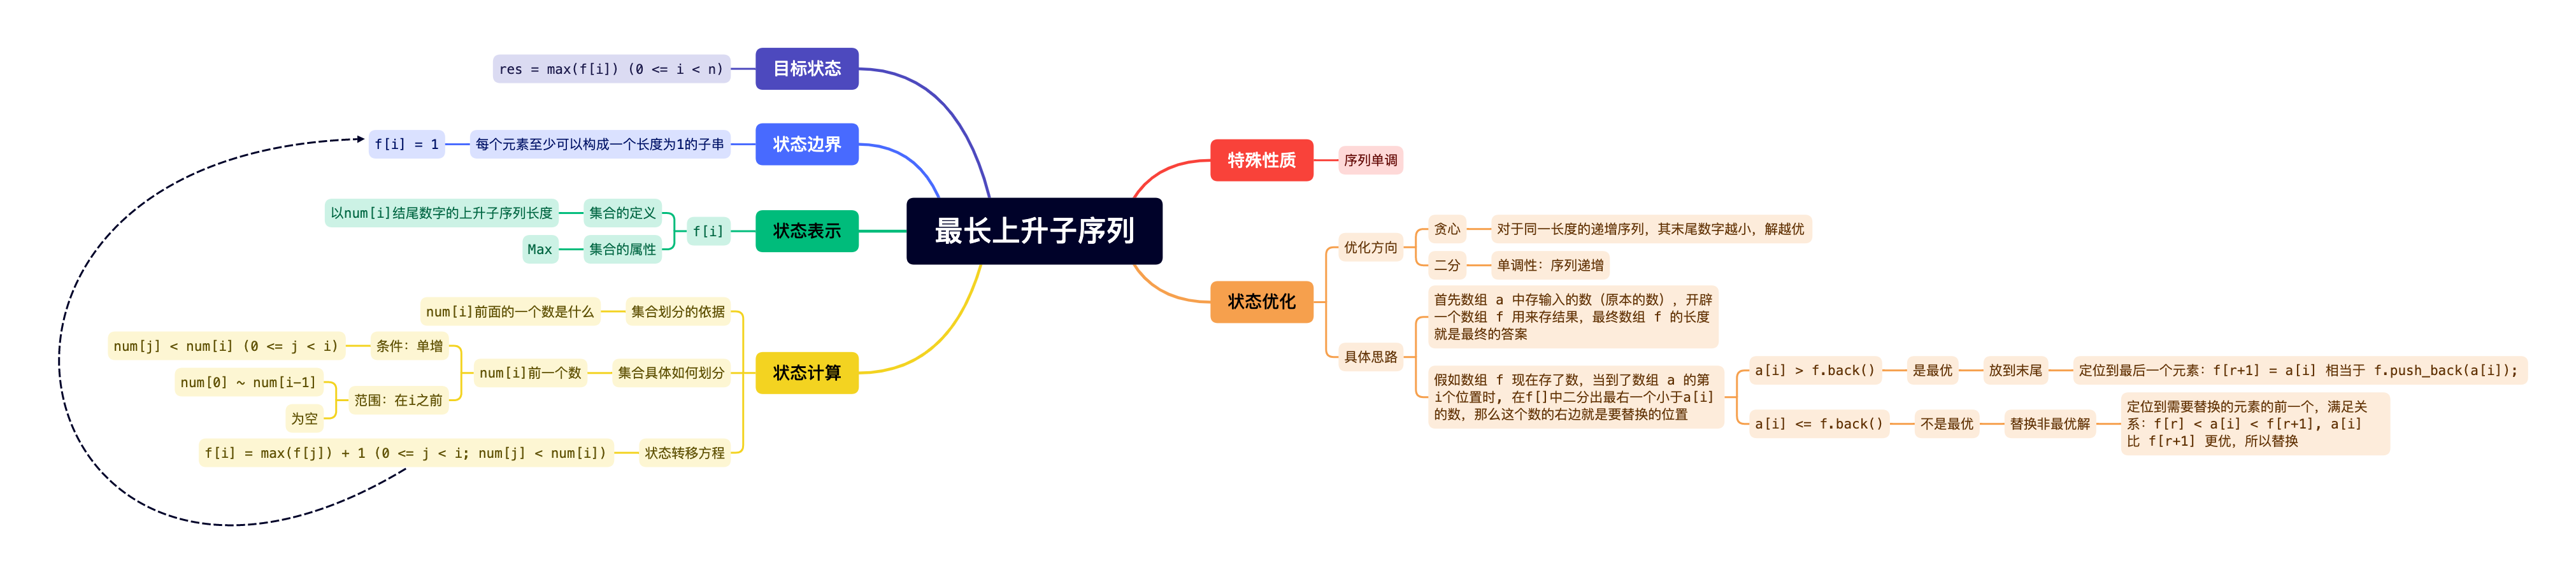 最长上升子序列
目标状态
res = max(f[i]) (0 <= i < n)
状态边界
每个元素至少可以构成一个长度为1的子串
f[i] = 1
状态表示
f[i]
集合的定义
以num[i]结尾数字的上升子序列长度
集合的属性
Max
状态计算
集合划分的依据
num[i]前面的一个数是什么
集合具体如何划分
num[i]前一个数
条件：单增
num[j] < num[i] (0 <= j < i)
范围：在i之前
num[0] ~ num[i-1]
为空
状态转移方程
f[i] = max(f[j]) + 1 (0 <= j < i; num[j] < num[i])
特殊性质
序列单调
状态优化
优化方向
贪心
对于同一长度的递增序列，其末尾数字越小，解越优
二分
单调性：序列递增
具体思路
首先数组 a 中存输入的数（原本的数），开辟
一个数组 f 用来存结果，最终数组 f 的长度
就是最终的答案
假如数组 f 现在存了数，当到了数组 a 的第
i个位置时，在f[]中二分出最右一个小于a[i]
的数，那么这个数的右边就是要替换的位置
a[i] > f.back()
是最优
放到末尾
定位到最后一个元素：f[r+1] = a[i] 相当于 f.push_back(a[i]);
a[i] <= f.back()
不是最优
替换非最优解
定位到需要替换的元素的前一个，满足关
系：f[r] < a[i] < f[r+1]，a[i]
比 f[r+1] 更优，所以替换